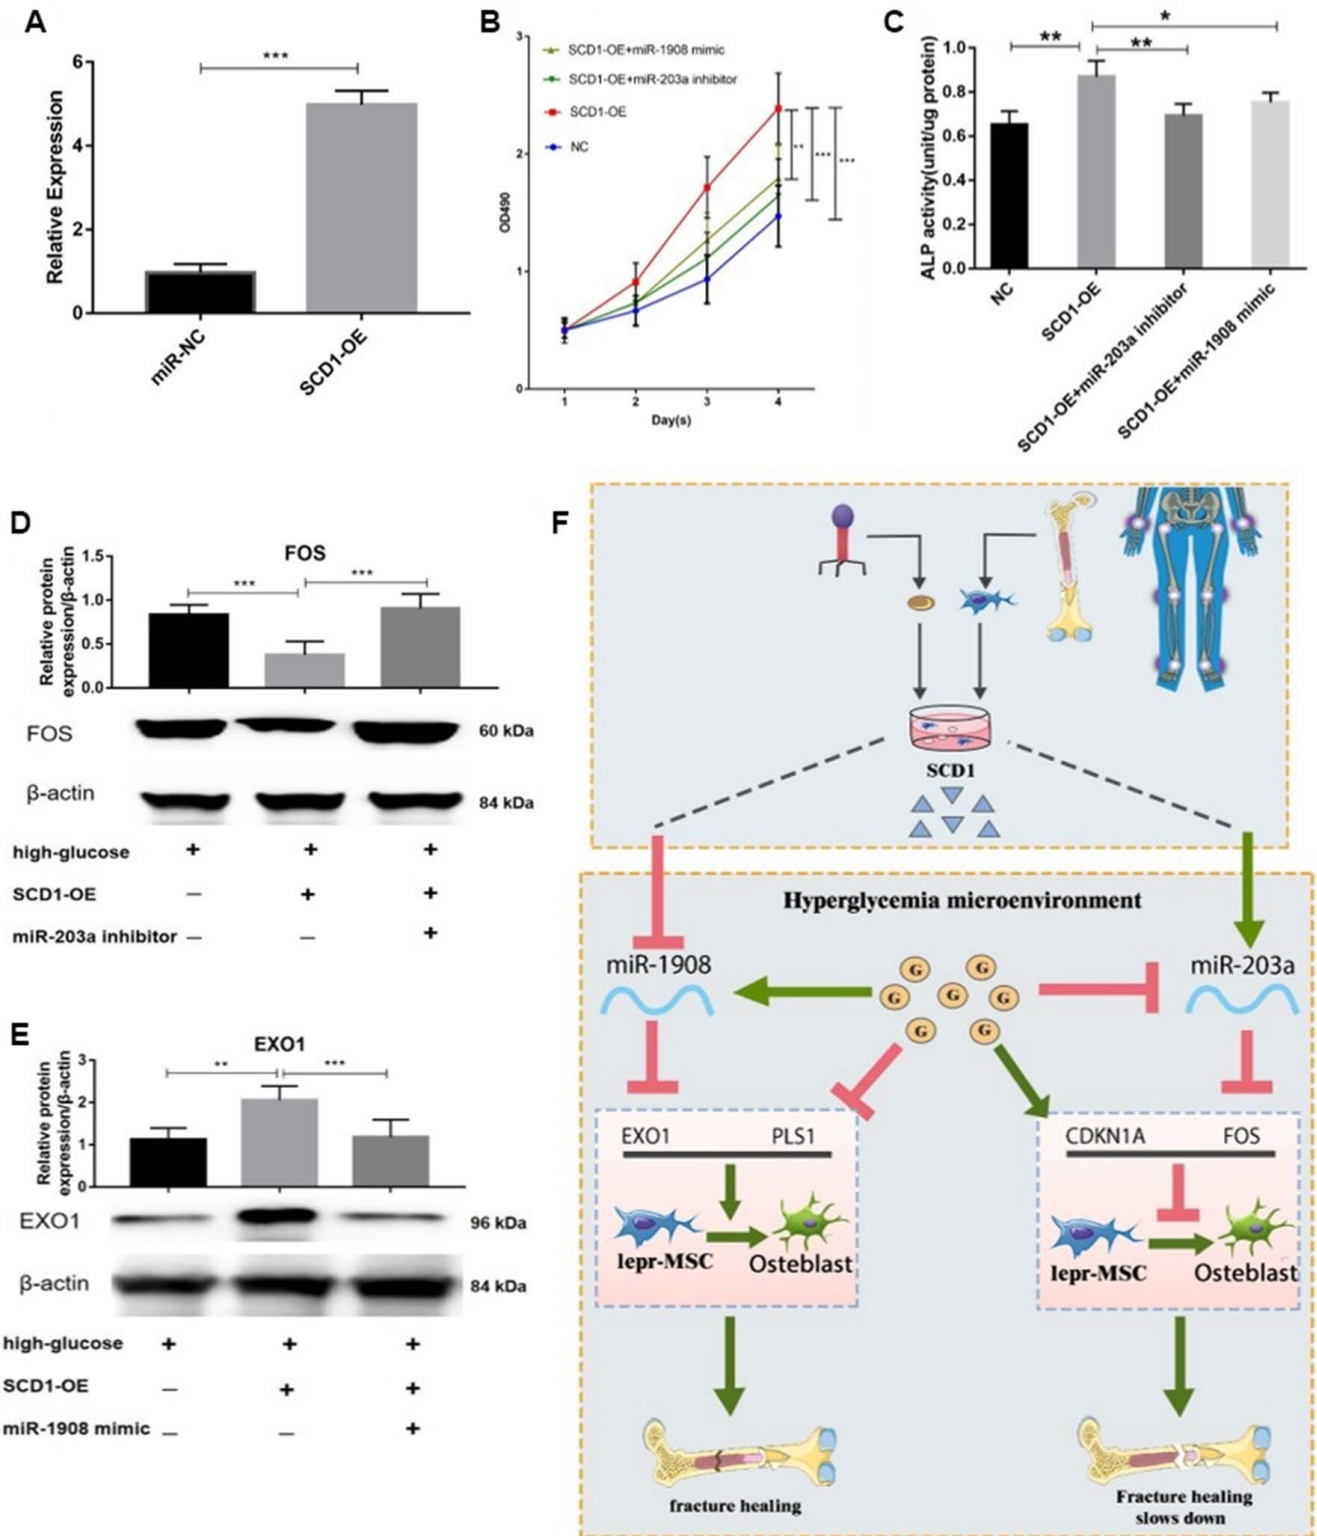 A
Relative Expression
6
4
2
0
***
miR-NC
SCD1-OE
B
OD490
3
2
1
0
SCD1-OE+miR-1908 mimic
SCD1-OE+miR-203a inhibitor
SCD1-OE
NC
** *** ***
1 2 3 4
Day(s)
C
ALP activity(unit/ug protein)
1.0
0.8
0.6
0.4
0.2
0.0
*
** **
NC
SCD1-OE
SCD1-OE+miR-203a inhibitor
SCD1-OE+miR-1908 mimic
D
FOS
Relative protein
expression/β-actin
1.5
1.0
0.5
0.0
*** ***
FOS 60 kDa
β-actin 84 kDa
high-glucose + + +
SCD1-OE — + +
miR-203a inhibitor — — +
E
EXO1
Relative protein
expression/β-actin
3
2
1
0
** ***
EXO1 96 kDa
β-actin 84 kDa
high-glucose + + +
SCD1-OE — + +
miR-1908 mimic — — +
F
SCD1
Hyperglycemia microenvironment
miR-1908
G G
G G G
G G
miR-203a
EXO1 PLS1
lepr-MSC
Osteblast
CDKN1A FOS
lepr-MSC
Osteblast
fracture healing
Fracture healing
slows down